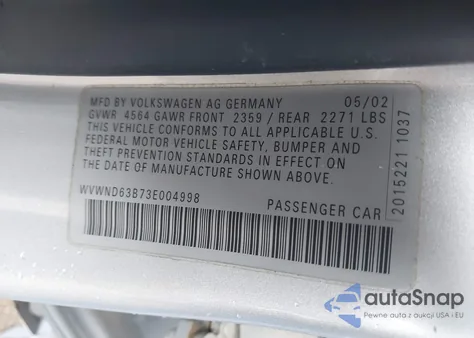 MFD BY VOLKSWAGEN AG GERMANY 05/02
GVWR 4564 GAWR FRONT 2359 / REAR 2271 LBS
THIS VEHICLE CONFORMS TO ALL APPLICABLE U.S.
FEDERAL MOTOR VEHICLE SAFETY, BUMPER AND
THEFT PREVENTION STANDARDS IN EFFECT ON THE
DATE OF MANUFACTURE SHOWN ABOVE.
WVWND63B73E004998 PASSENGER CAR
2015221 1037
autoSnap
Pewne auta z aukcji USA i EU